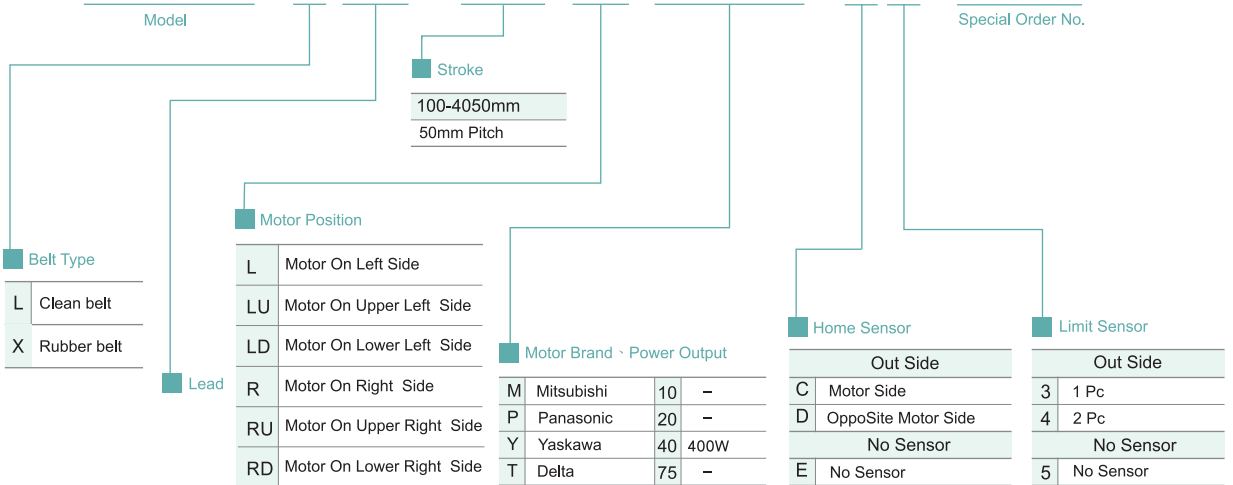 Model
Special Order No.
Stroke
100-4050mm
50mm Pitch
Motor Position
L Motor On Left Side
LU Motor On Upper Left Side
LD Motor On Lower Left Side
R Motor On Right Side
RU Motor On Upper Right Side
RD Motor On Lower Right Side
Belt Type
L Clean belt
X Rubber belt
Lead
Motor Brand、Power Output
M Mitsubishi 10 –
P Panasonic 20 –
Y Yaskawa 40 400W
T Delta 75 –
Home Sensor
Out Side
C Motor Side
D OppoSite Motor Side
No Sensor
E No Sensor
Limit Sensor
Out Side
3 1 Pc
4 2 Pc
No Sensor
5 No Sensor